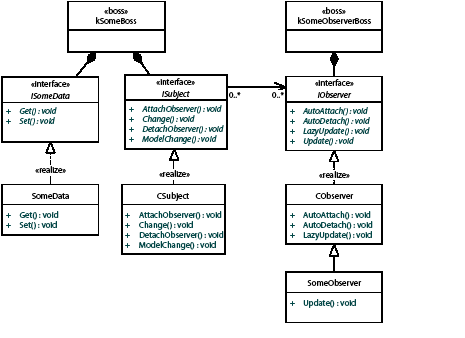 «boss»
kSomeBoss
«boss»
kSomeObserverBoss
«interface»
ISomeData
+ Get() : void
+ Set() : void
«interface»
ISubject
+ AttachObserver() : void
+ Change() : void
+ DetachObserver() : void
+ ModelChange() : void
0..*
0..*
«interface»
IObserver
+ AutoAttach() : void
+ AutoDetach() : void
+ LazyUpdate() : void
+ Update() : void
«realize»
«realize»
«realize»
SomeData
+ Get() : void
+ Set() : void
CSubject
+ AttachObserver() : void
+ Change() : void
+ DetachObserver() : void
+ ModelChange() : void
CObserver
+ AutoAttach() : void
+ AutoDetach() : void
+ LazyUpdate() : void
SomeObserver
+ Update() : void